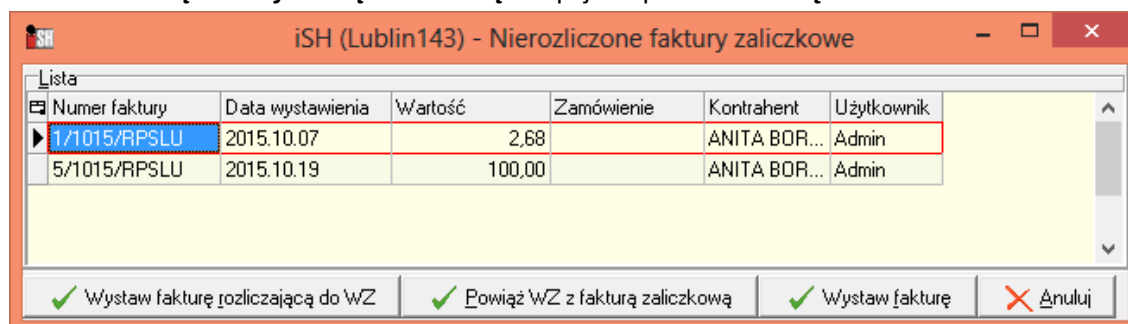 iSH iSH (Lublin143) - Nierozliczone faktury zaliczkowe
Lista
Numer faktury Data wystawienia Wartość Zamówienie Kontrahent Użytkownik
1/1015/RPSLU 2015.10.07 2,68 ANITA BOR... Admin
5/1015/RPSLU 2015.10.19 100,00 ANITA BOR... Admin
Wystaw fakturę rozliczającą do WZ Powiąż WZ z fakturą zaliczkową Wystaw fakturę Anuluj